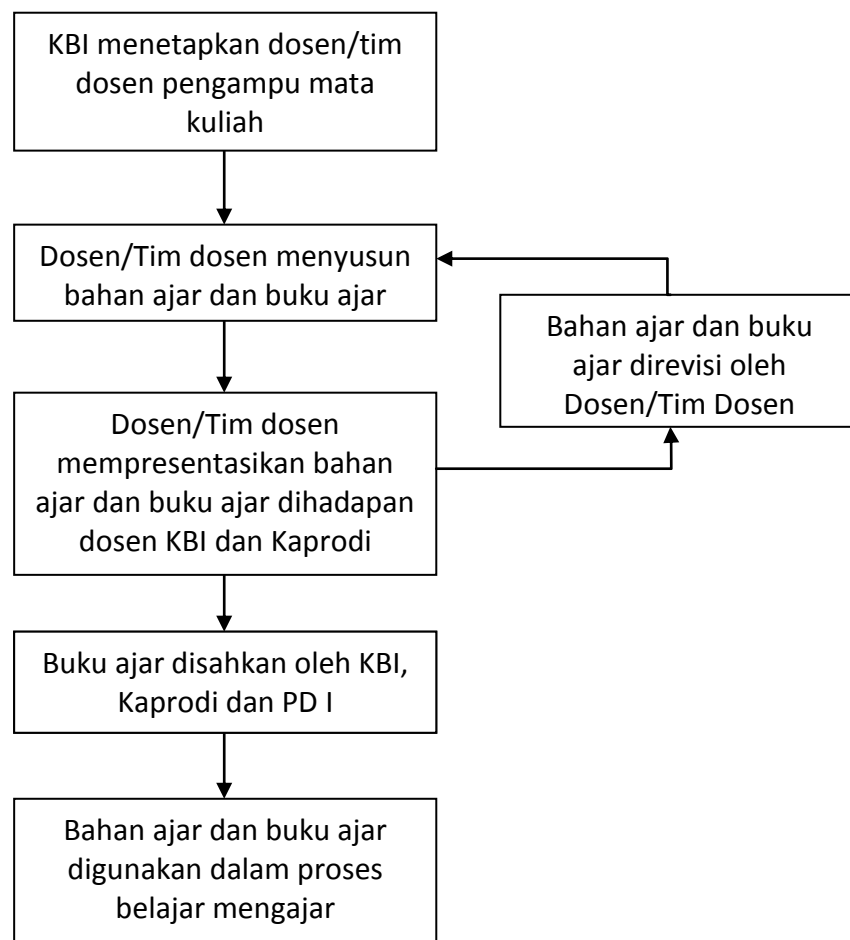 KBI menetapkan dosen/tim
dosen pengampu mata
kuliah
Dosen/Tim dosen menyusun
bahan ajar dan buku ajar
Bahan ajar dan buku
ajar direvisi oleh
Dosen/Tim Dosen
Dosen/Tim dosen
mempresentasikan bahan
ajar dan buku ajar dihadapan
dosen KBI dan Kaprodi
Buku ajar disahkan oleh KBI,
Kaprodi dan PD I
Bahan ajar dan buku ajar
digunakan dalam proses
belajar mengajar